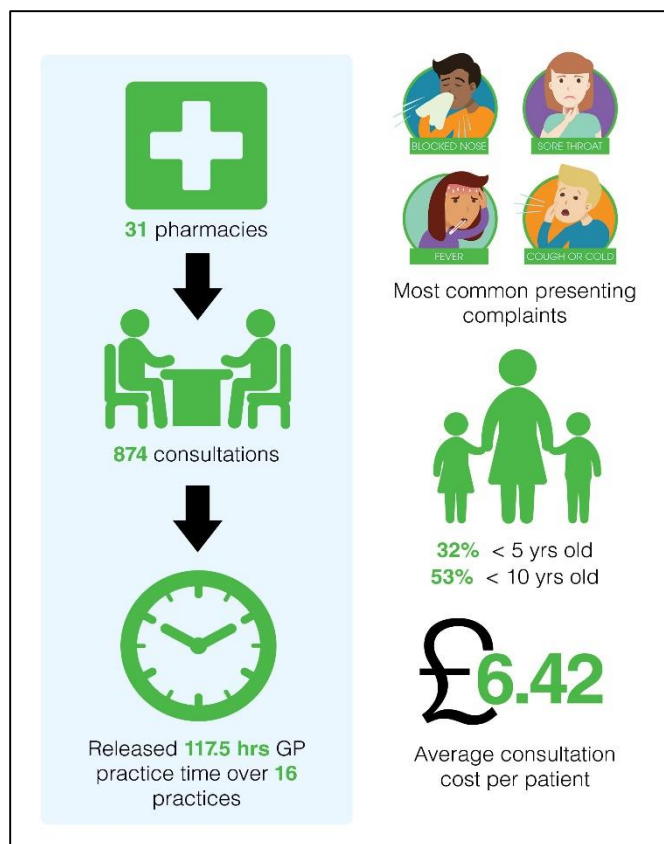 31 pharmacies
874 consultations
Released 117.5 hrs GP
practice time over 16
practices
BLOCKED NOSE
SORE THROAT
FEVER
COUGH OR COLD
Most common presenting
complaints
32% < 5 yrs old
53% < 10 yrs old
£6.42
Average consultation
cost per patient